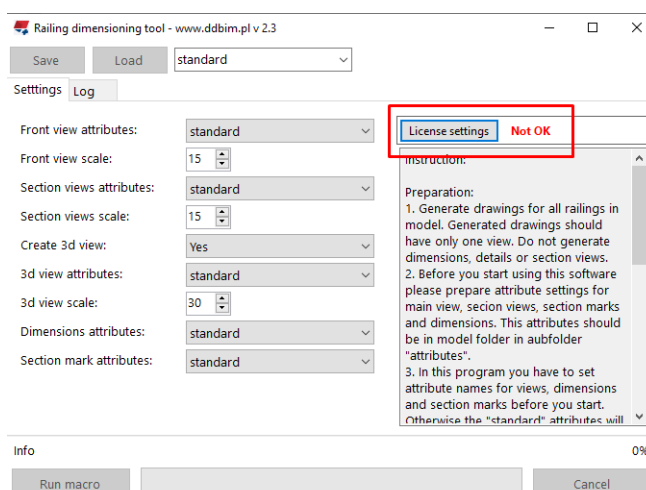 Railing dimensioning tool - www.ddbim.pl v 2.3
Save Load standard
Setttings Log
Front view attributes: standard
Front view scale: 15
Section views attributes: standard
Section views scale: 15
Create 3d view: Yes
3d view attributes: standard
3d view scale: 30
Dimensions attributes: standard
Section mark attributes: standard
License settings Not OK
Instruction:
Preparation:
1. Generate drawings for all railings in
model. Generated drawings should
have only one view. Do not generate
dimensions, details or section views.
2. Before you start using this software
please prepare attribute settings for
main view, secion views, section marks
and dimensions. This attributes should
be in model folder in aubfolder
"attributes".
3. In this program you have to set
attribute names for views, dimensions
and section marks before you start.
Otherwise the "standard" attributes will
Info 0%
Run macro Cancel